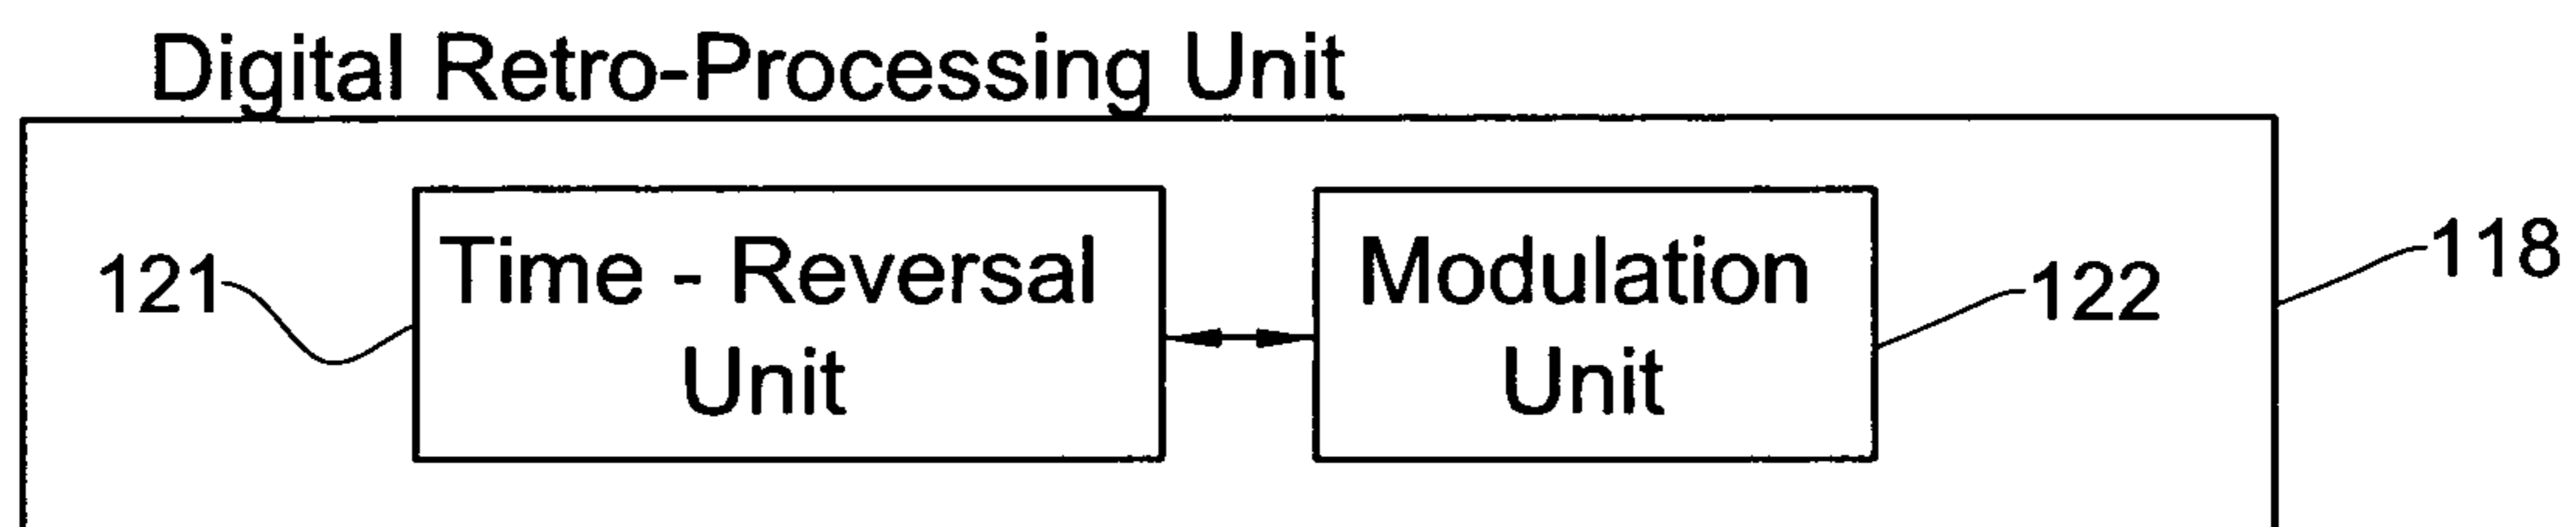 Digital Retro-Processing Unit
121
Time - Reversal
Unit
Modulation
Unit
122
118